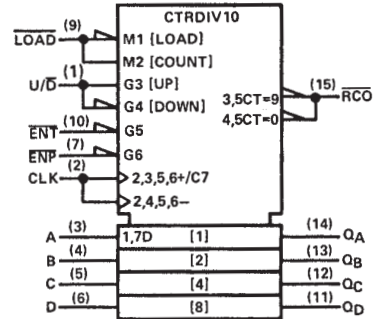 CTRDIV10
LOAD (9) M1 [LOAD]
M2 [COUNT]
U/D (1) G3 [UP]
G4 [DOWN]
3,5CT=9 (15) RCO
4,5CT=0
ENT (10) G5
ENP (7) G6
CLK (2) 2,3,5,6+/C7
2,4,5,6–
A (3) 1,7D [1] (14) QA
B (4) [2] (13) QB
C (5) [4] (12) QC
D (6) [8] (11) QD